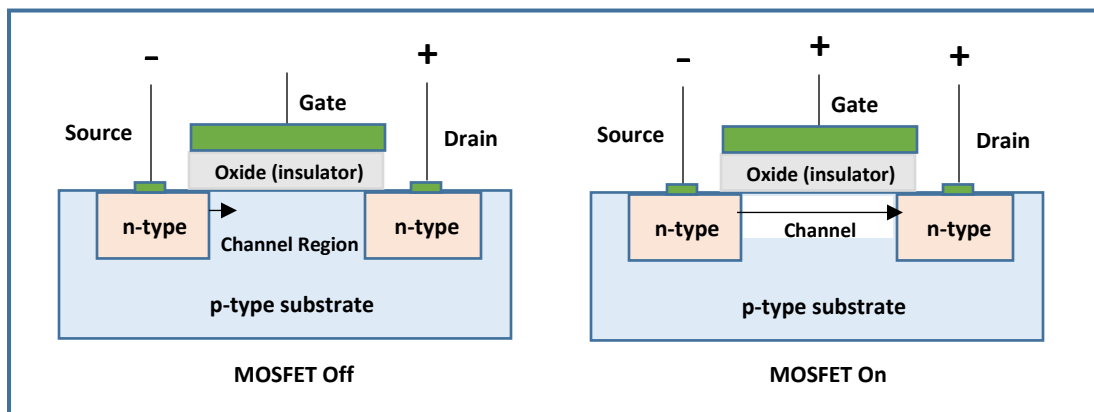 - +
Gate
Source
Drain
Oxide (insulator)
n-type
n-type
Channel Region
p-type substrate
MOSFET Off
- + +
Gate
Source
Drain
Oxide (insulator)
n-type
Channel
n-type
p-type substrate
MOSFET On